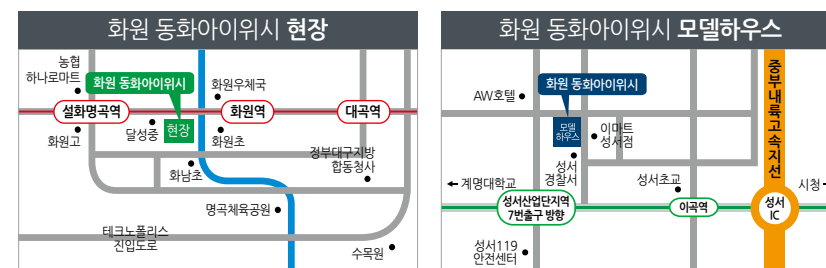 화원 동화아이위시 현장
농협
하나로마트
화원 동화아이위시
화원우체국
설화명곡역
화원역
대곡역
화원고
달성중
현장
화원초
정부대구지방
합동청사
화남초
명곡체육공원
테크노폴리스
진입도로
수목원
화원 동화아이위시 모델하우스
AW호텔
화원 동화아이위시
중부내륙고속지선
모델
하우스
이마트
성서점
성서
경찰서
계명대학교
성서초교
시청
성서산업단지역
7번출구 방향
이곡역
성서
IC
성서119
안전센터